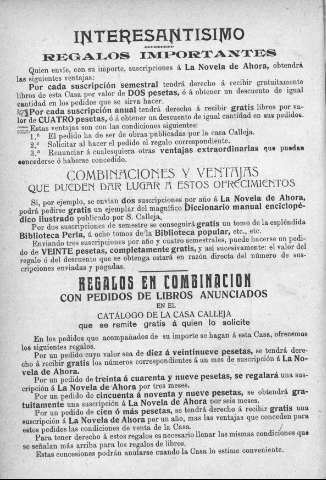 INTERESANTISIMO
REGALOS IMPORTANTES
Quien envíe, con su importe, suscripciones á La Novela de Ahora, obtendrá
las siguientes ventajas:
Por cada suscripción semestral tendrá derecho á recibir gratuitamente
libros de esta Casa por valor de DOS pesetas, ó á obtener un descuento de igual
cantidad en los pedidos que se sirva hacer.
Por cada suscripción anual tendrá derecho á recibir gratis libros por va-
lor de CUATRO pesetas, ó á obtener un descuento de igual cantidad en sus pedidos.
Estas ventajas son con las condiciones siguientes:
1.ª El pedido ha de ser de obras publicadas por la casa Calleja.
2.ª Solicitar al hacer el pedido el regalo correspondiente.
3.ª Renunciar á cualesquiera otras ventajas extraordinarias que puedan
concederse ó haberse concedido.
COMBINACIONES Y VENTAJAS
QUE PUEDEN DAR LUGAR A ESTOS OFRECIMIENTOS
Si, por ejemplo, se envían dos suscripciones por año á La Novela de Ahora,
podrá pedirse gratis un ejemplar del magnífico Diccionario manual enciclopé-
dico ilustrado publicado por S. Calleja.
Por dos suscripciones de semestre se conseguirá gratis un tomo de la espléndida
Biblioteca Perla, ú ocho tomos de la Biblioteca popular, etc., etc.
Enviando tres suscripciones por año y cuatro semestrales, puede hacerse un pedi-
do de VEINTE pesetas, completamente gratis, y así sucesivamente: el valor del
regalo ó del descuento que se obtenga estará en razón directa del número de sus-
cripciones enviadas y pagadas.
REGALOS EN COMBINACION
CON PEDIDOS DE LIBROS ANUNCIADOS
EN EL
CATÁLOGO DE LA CASA CALLEJA
que se remite gratis á quien lo solicite
En los pedidos que acompañados de su importe se hagan á esta Casa, ofrecemos
los siguientes regalos.
Por un pedido cuyo valor sea de diez á veintinueve pesetas, se tendrá dere-
cho á recibir gratis los números correspondientes á un mes de suscripción á La No-
vela de Ahora.
Por un pedido de treinta á cuarenta y nueve pesetas, se regalará una sus-
cripción á La Novela de Ahora por tres meses.
Por un pedido de cincuenta á noventa y nueve pesetas, se obtendrá gra-
tuitamente una suscripción á La Novela de Ahora por seis meses.
Por un pedido de cien ó más pesetas, se tendrá derecho á recibir gratis una
suscripción á La Novela de Ahora por un año, mas las ventajas que conceden para
estos pedidos las condiciones de venta de la Casa.
Para tener derecho á estos regalos es necesario llenar las mismas condiciones que
se señalan más arriba para los regalos de libros.
Estas concesiones podrán anularse cuando la Casa lo estime conveniente.